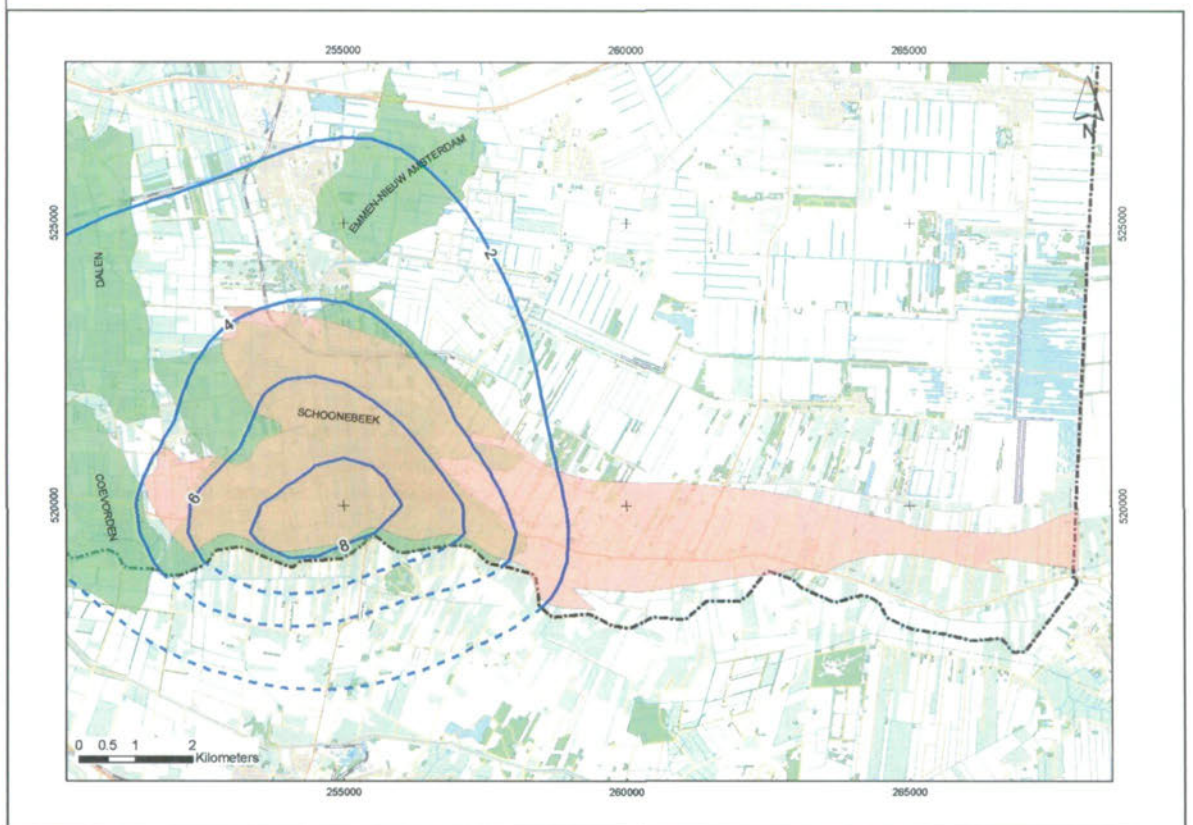 255000
260000
265000
N
EMMEN-NIEUW AMSTERDAM
525000
525000
DALEN
2
4
SCHOONEBEEK
6
COEVORDEN
520000
520000
8
0 0.5 1 2
Kilometers
255000
260000
265000